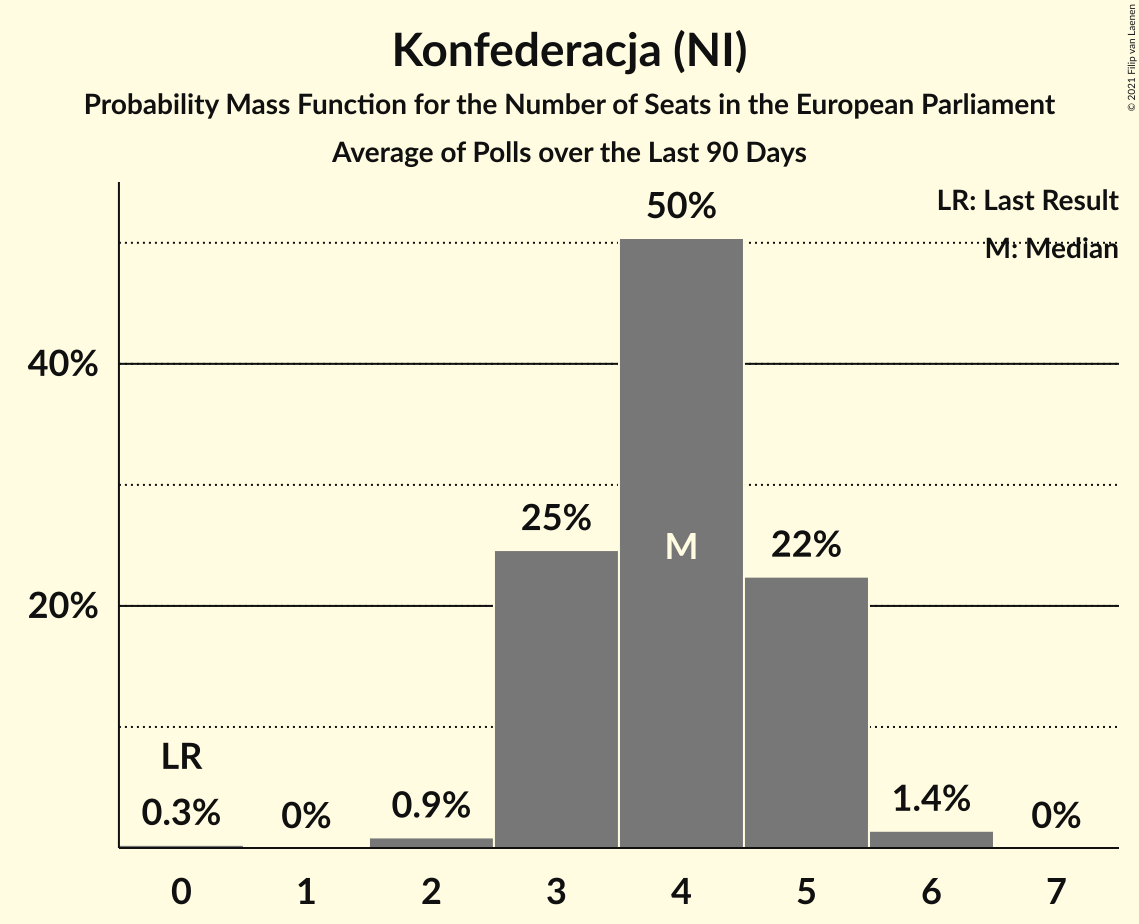 Konfederacja (NI)
Probability Mass Function for the Number of Seats in the European Parliament
Average of Polls over the Last 90 Days
© 2021 Filip van Laenen
LR: Last Result
M: Median
50%
40%
25%
M
22%
20%
LR
0.3%
0%
0.9%
1.4%
0%
0 1 2 3 4 5 6 7